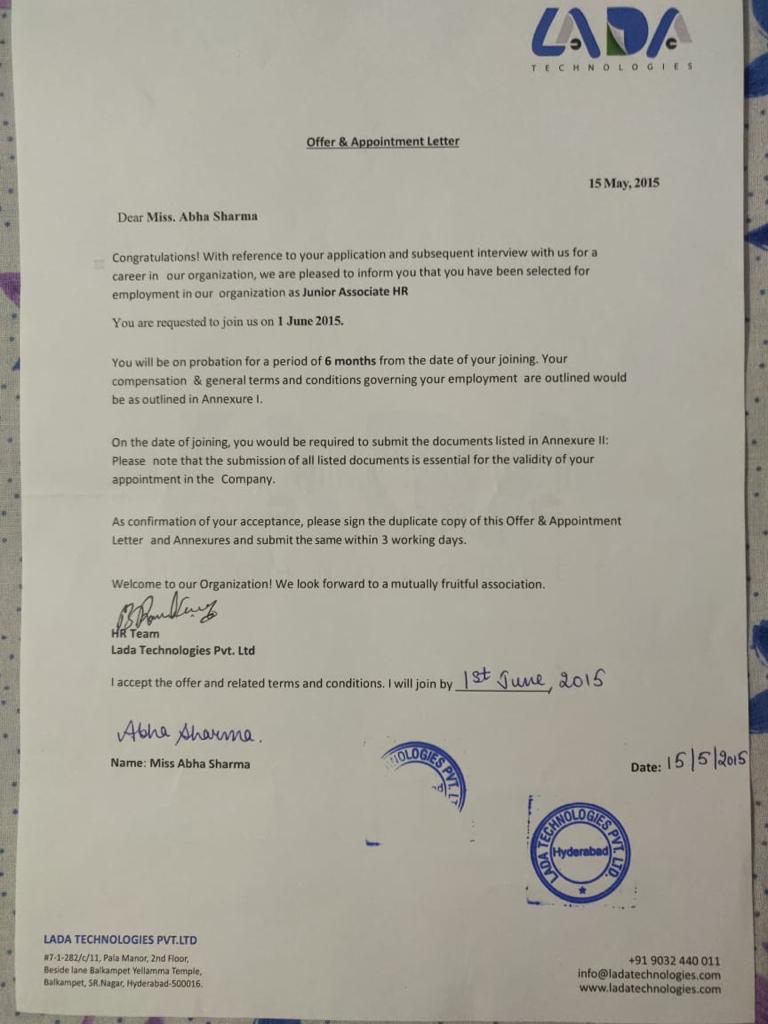 LADA
TECHNOLOGIES
Offer & Appointment Letter
15 May, 2015
Dear Miss. Abha Sharma
Congratulations! With reference to your application and subsequent interview with us for a
career in our organization, we are pleased to inform you that you have been selected for
employment in our organization as Junior Associate HR
You are requested to join us on 1 June 2015.
You will be on probation for a period of 6 months from the date of your joining. Your
compensation & general terms and conditions governing your employment are outlined would
be as outlined in Annexure I.
On the date of joining, you would be required to submit the documents listed in Annexure II:
Please note that the submission of all listed documents is essential for the validity of your
appointment in the Company.
As confirmation of your acceptance, please sign the duplicate copy of this Offer & Appointment
Letter and Annexures and submit the same within 3 working days.
Welcome to our Organization! We look forward to a mutually fruitful association.
HR Team
Lada Technologies Pvt. Ltd
I accept the offer and related terms and conditions. I will join by 1st June, 2015
Abha Sharma.
Name: Miss Abha Sharma
Date: 15/5/2015
NOLOGIES PVT. LT
LADA TECHNOLOGIES PVT. LTD.
Hyderabad
LADA TECHNOLOGIES PVT.LTD
#7-1-282/c/11, Pala Manor, 2nd Floor,
Beside lane Balkampet Yellamma Temple,
Balkampet, SR.Nagar, Hyderabad-500016.
+91 9032 440 011
info@ladatechnologies.com
www.ladatechnologies.com